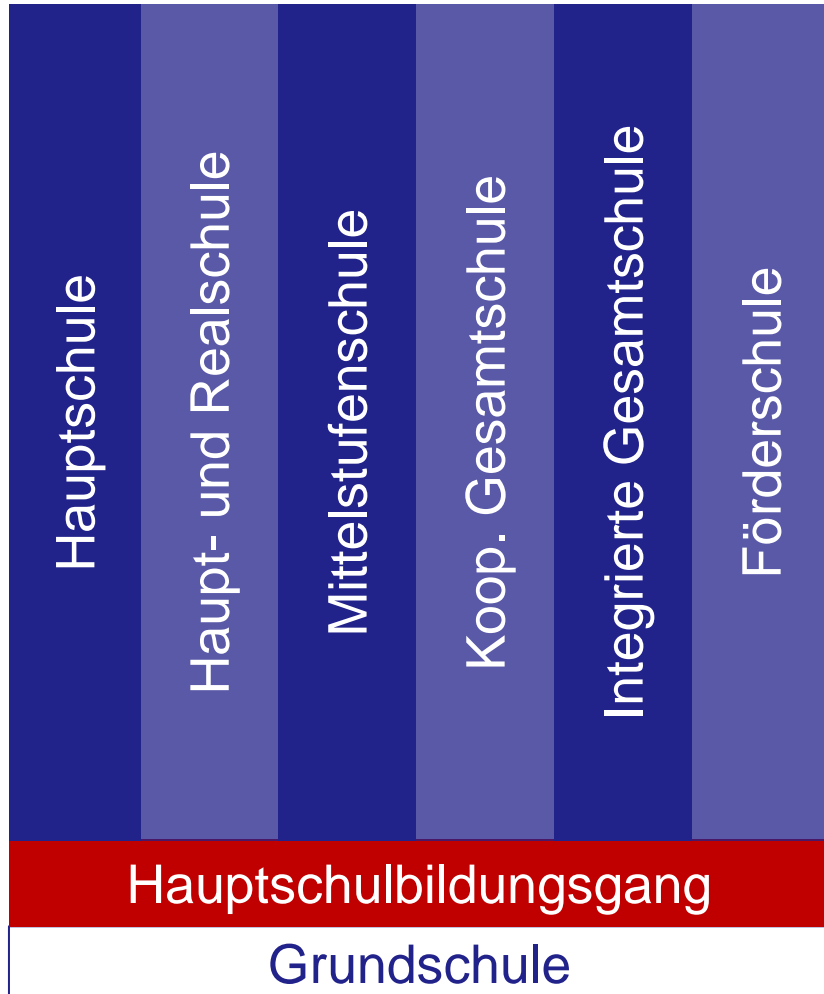 Hauptschule
Haupt- und Realschule
Mittelstufenschule
Koop. Gesamtschule
Integrierte Gesamtschule
Förderschule
Hauptschulbildungsgang
Grundschule